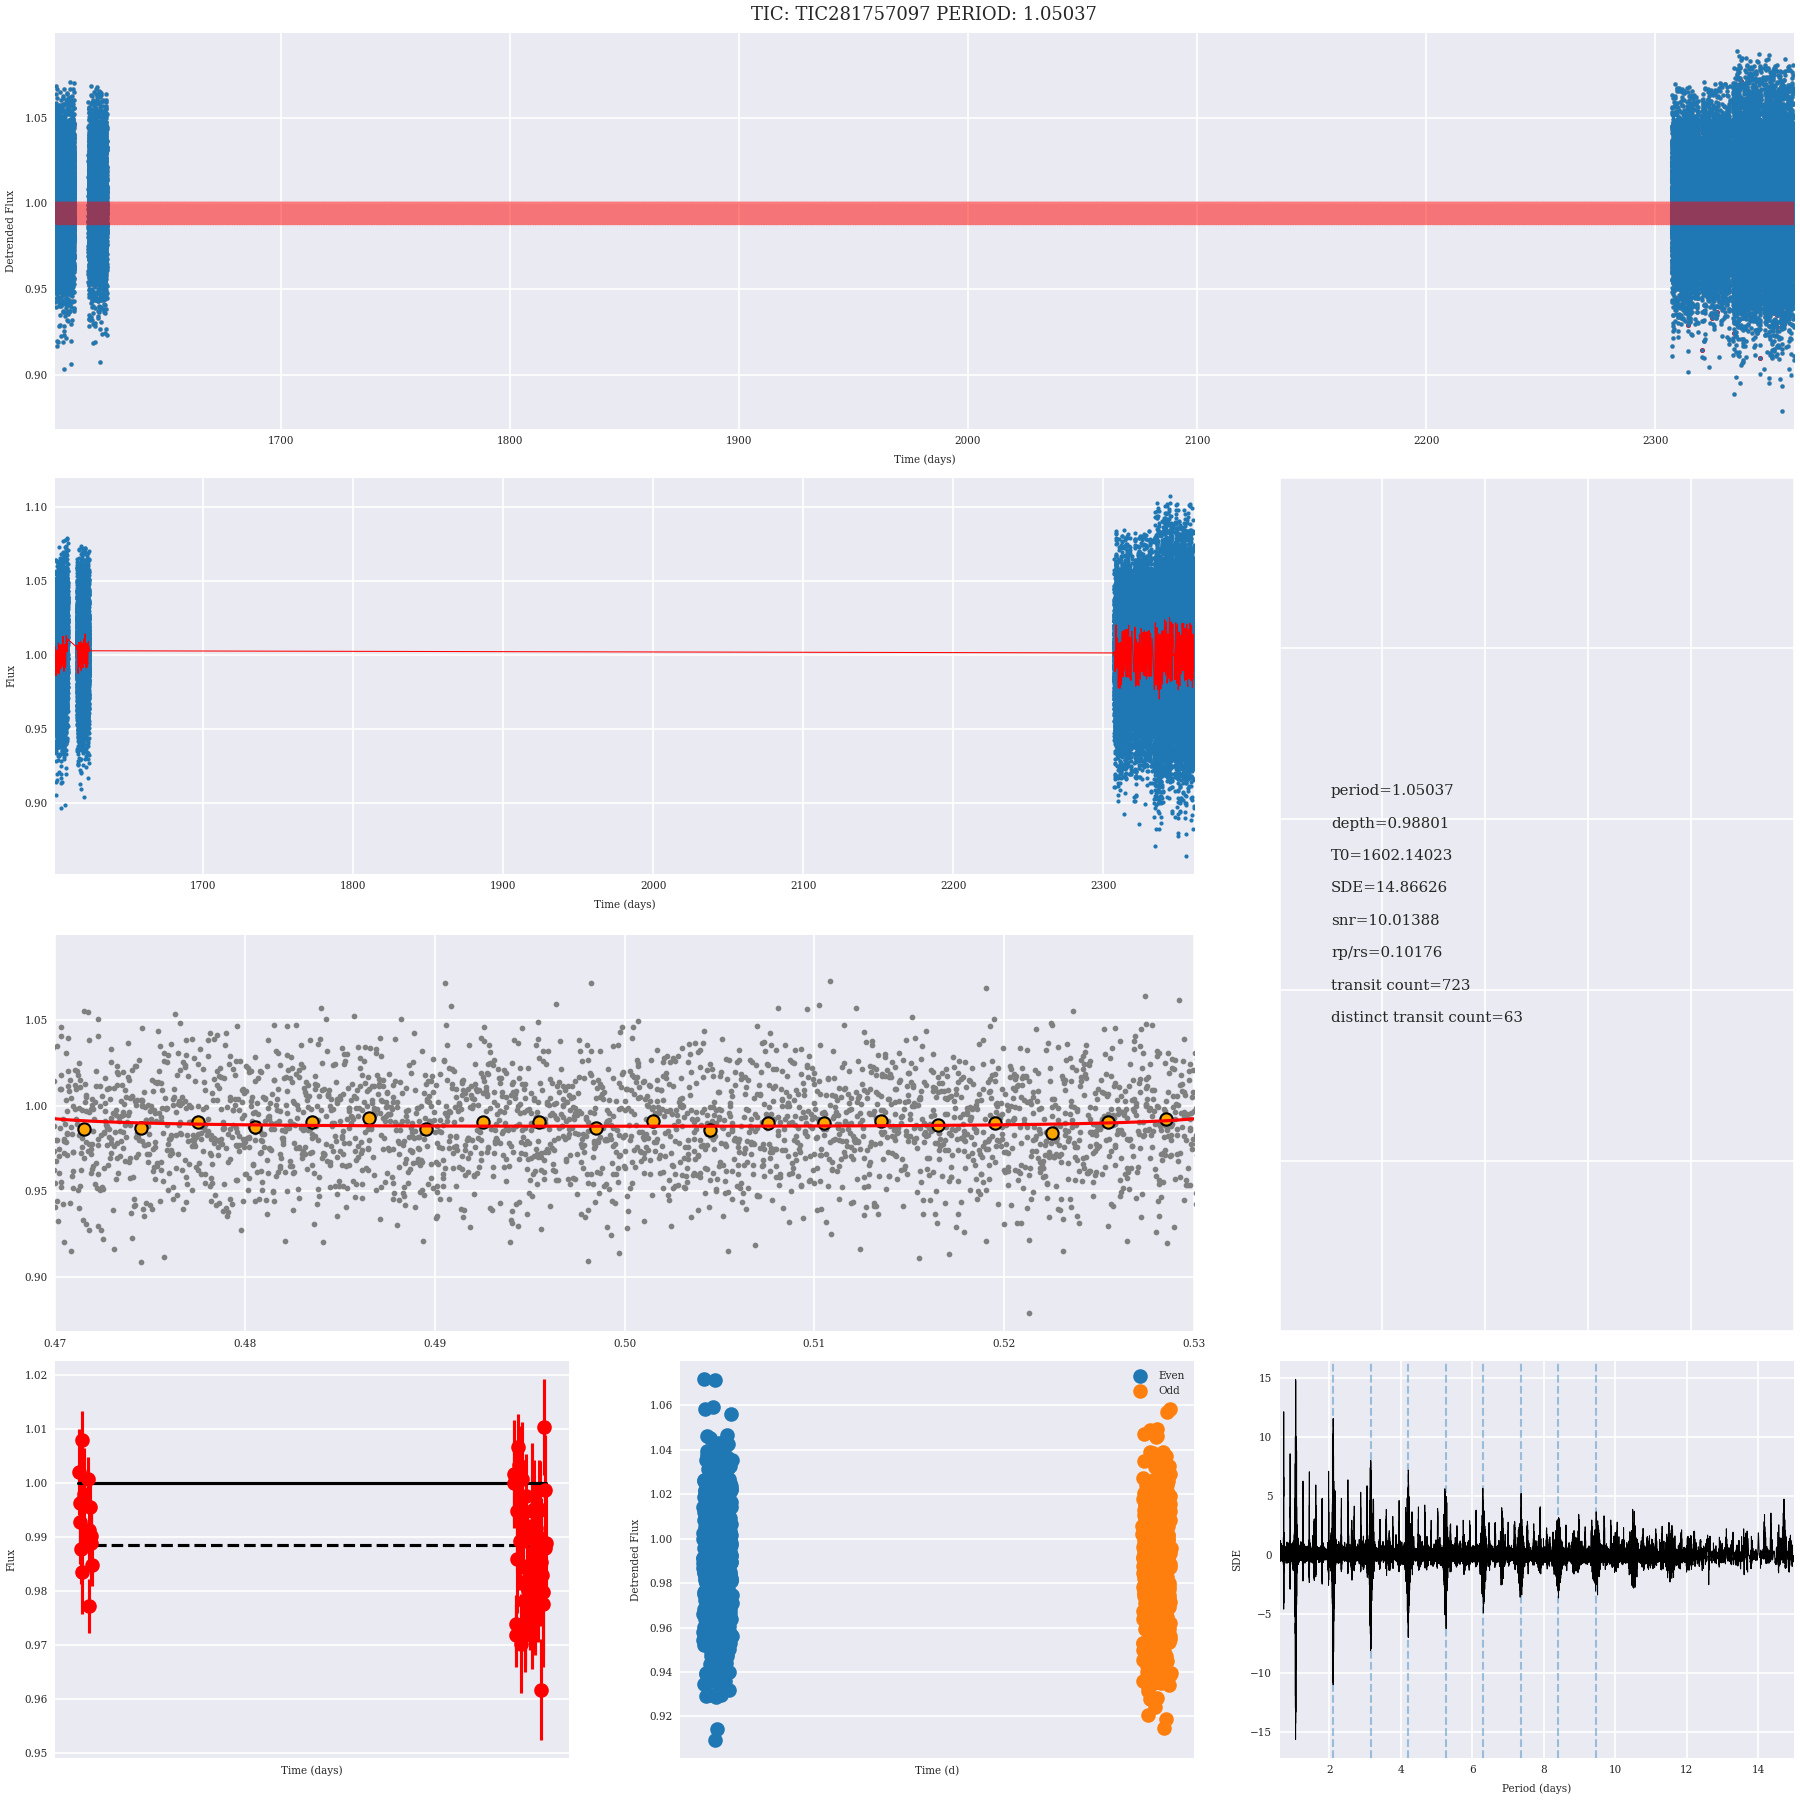 TIC: TIC281757097 PERIOD: 1.05037
Detrended Flux
1.05
1.00
0.95
0.90
1700 1800 1900 2000 2100 2200 2300
Time (days)
Flux
1.10
1.05
1.00
0.95
0.90
1700 1800 1900 2000 2100 2200 2300
Time (days)
period=1.05037
depth=0.98801
T0=1602.14023
SDE=14.86626
snr=10.01388
rp/rs=0.10176
transit count=723
distinct transit count=63
1.05
1.00
0.95
0.90
0.47 0.48 0.49 0.50 0.51 0.52 0.53
Flux
1.02
1.01
1.00
0.99
0.98
0.97
0.96
0.95
Time (days)
Detrended Flux
1.06
1.04
1.02
1.00
0.98
0.96
0.94
0.92
Even
Odd
Time (d)
SDE
15
10
5
0
−5
−10
−15
2 4 6 8 10 12 14
Period (days)